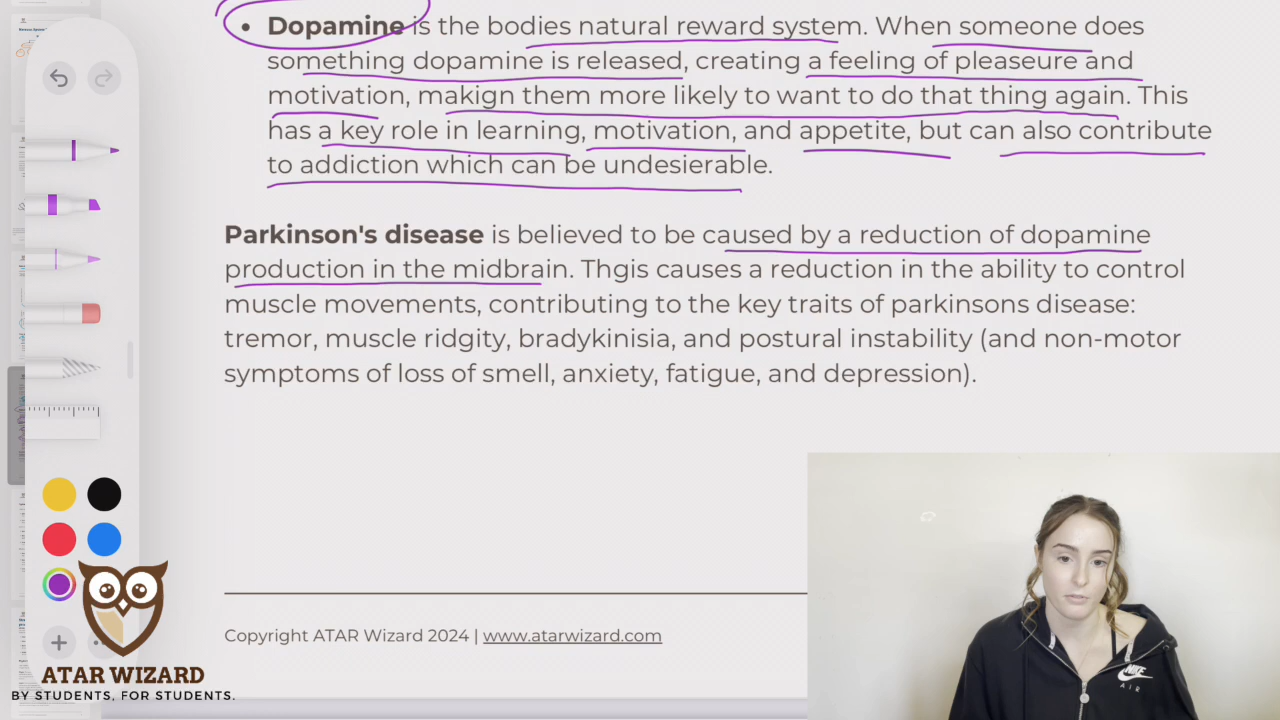 • Dopamine is the bodies natural reward system. When someone does
something dopamine is released, creating a feeling of pleaseure and
motivation, makign them more likely to want to do that thing again. This
has a key role in learning, motivation, and appetite, but can also contribute
to addiction which can be undesierable.
Parkinson's disease is believed to be caused by a reduction of dopamine
production in the midbrain. Thgis causes a reduction in the ability to control
muscle movements, contributing to the key traits of parkinsons disease:
tremor, muscle ridgity, bradykinisia, and postural instability (and non-motor
symptoms of loss of smell, anxiety, fatigue, and depression).
Copyright ATAR Wizard 2024 | www.atarwizard.com
ATAR WIZARD
BY STUDENTS, FOR STUDENTS.
NIKE
AIR